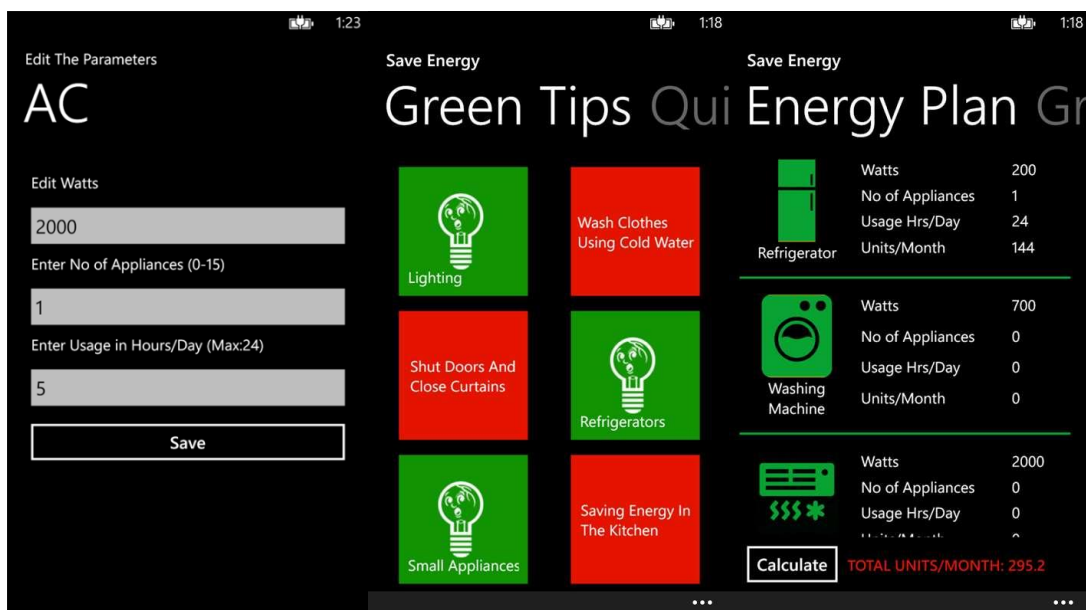 1:23
Edit The Parameters
AC
Edit Watts
2000
Enter No of Appliances (0-15)
1
Enter Usage in Hours/Day (Max:24)
5
Save
1:18
Save Energy
Green Tips Qui
Lighting
Wash Clothes
Using Cold Water
Shut Doors And
Close Curtains
Refrigerators
Small Appliances
Saving Energy In
The Kitchen
1:18
Save Energy
Energy Plan Gr
Refrigerator
Watts 200
No of Appliances 1
Usage Hrs/Day 24
Units/Month 144
Washing
Machine
Watts 700
No of Appliances 0
Usage Hrs/Day 0
Units/Month 0
Watts 2000
No of Appliances 0
Usage Hrs/Day 0
Units/Month 0
Calculate TOTAL UNITS/MONTH: 295.2